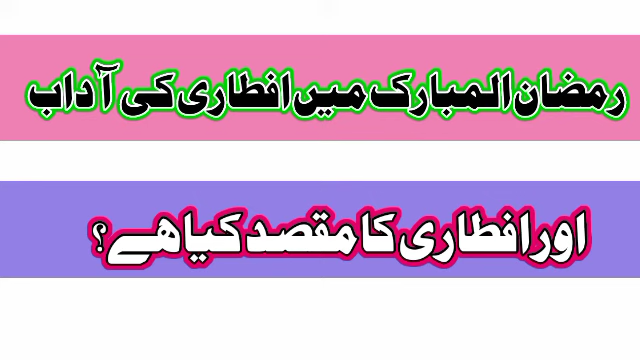 رمضان المبارک میں افطاری کی آداب
اور افطاری کا مقصد کیا ھے؟